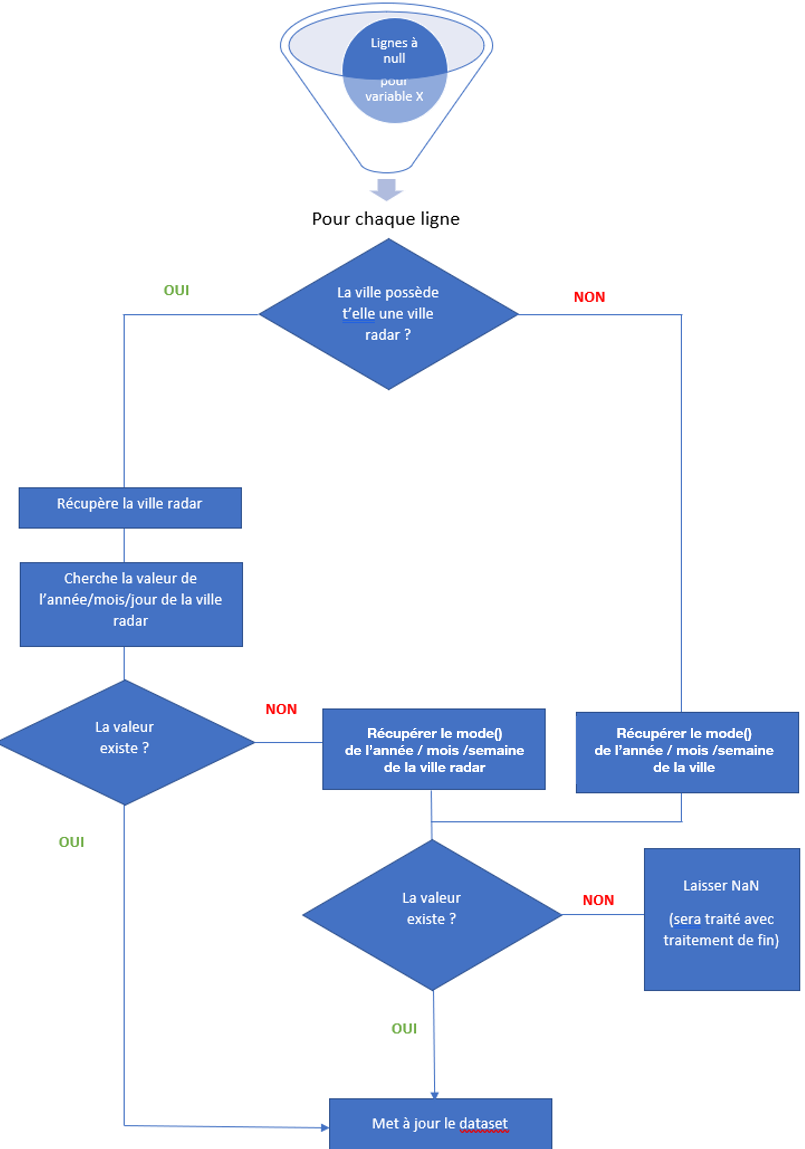 Lignes à
null
pour
variable X
Pour chaque ligne
La ville possède
t'elle une ville
radar ?
OUI
NON
Récupère la ville radar
Cherche la valeur de
l'année/mois/jour de la ville
radar
La valeur
existe ?
NON
Récupérer le mode()
de l'année / mois /semaine
de la ville radar
Récupérer le mode()
de l'année / mois /semaine
de la ville
OUI
La valeur
existe ?
NON
Laisser NaN
(sera traité avec
traitement de fin)
OUI
Met à jour le dataset